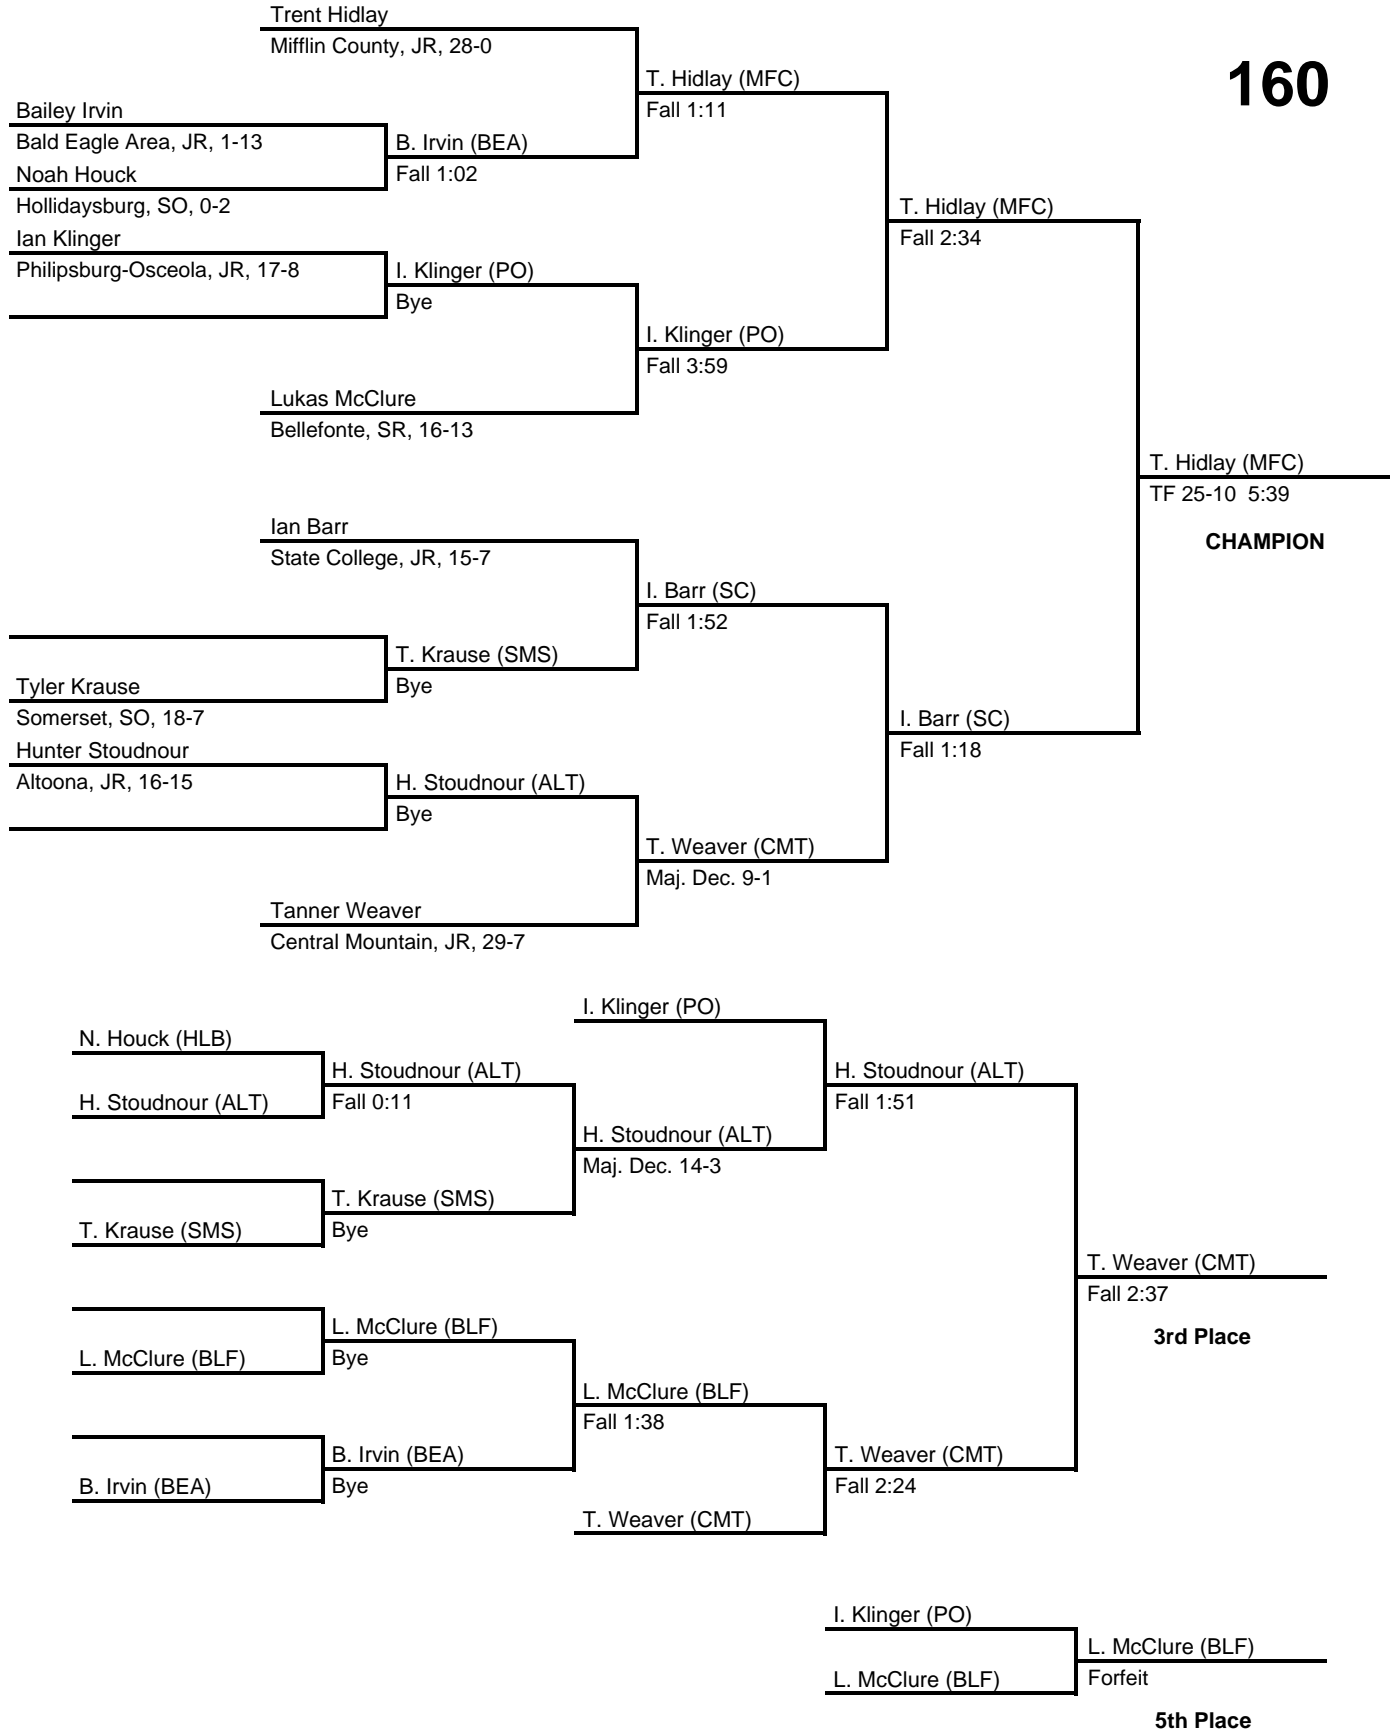 Trent Hidlay
Mifflin County, JR, 28-0
160
T. Hidlay (MFC)
Fall 1:11
Bailey Irvin
Bald Eagle Area, JR, 1-13
B. Irvin (BEA)
Noah Houck
Fall 1:02
Hollidaysburg, SO, 0-2
T. Hidlay (MFC)
Ian Klinger
Fall 2:34
Philipsburg-Osceola, JR, 17-8
I. Klinger (PO)
Bye
I. Klinger (PO)
Fall 3:59
Lukas McClure
Bellefonte, SR, 16-13
T. Hidlay (MFC)
TF 25-10 5:39
CHAMPION
Ian Barr
State College, JR, 15-7
I. Barr (SC)
Fall 1:52
T. Krause (SMS)
Tyler Krause
Bye
Somerset, SO, 18-7
I. Barr (SC)
Hunter Stoudnour
Fall 1:18
Altoona, JR, 16-15
H. Stoudnour (ALT)
Bye
T. Weaver (CMT)
Maj. Dec. 9-1
Tanner Weaver
Central Mountain, JR, 29-7
I. Klinger (PO)
N. Houck (HLB)
H. Stoudnour (ALT)
H. Stoudnour (ALT)
H. Stoudnour (ALT)
Fall 0:11
Fall 1:51
H. Stoudnour (ALT)
Maj. Dec. 14-3
T. Krause (SMS)
T. Krause (SMS)
Bye
T. Weaver (CMT)
Fall 2:37
3rd Place
L. McClure (BLF)
L. McClure (BLF)
Bye
L. McClure (BLF)
Fall 1:38
B. Irvin (BEA)
T. Weaver (CMT)
B. Irvin (BEA)
Bye
Fall 2:24
T. Weaver (CMT)
I. Klinger (PO)
L. McClure (BLF)
L. McClure (BLF)
Forfeit
5th Place